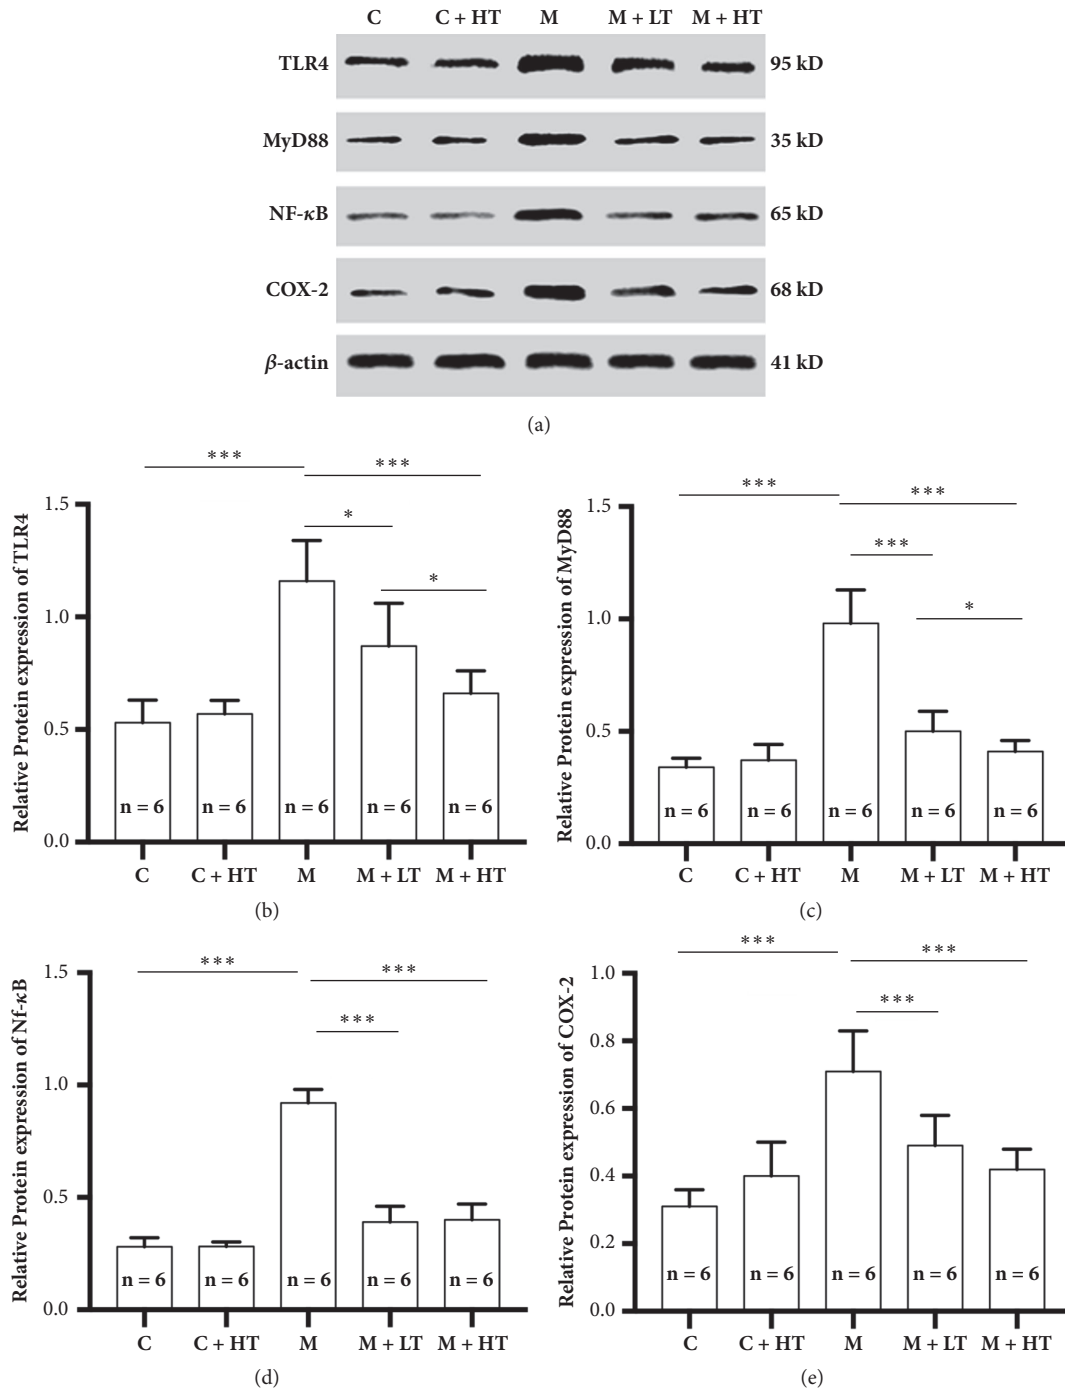 C C + HT M M + LT M + HT
TLR4 95 kD
MyD88 35 kD
NF-κB 65 kD
COX-2 68 kD
β-actin 41 kD
(a)
Relative Protein expression of TLR4
1.5
1.0
0.5
0.0
***
***
*
*
n = 6 n = 6 n = 6 n = 6 n = 6
C C + HT M M + LT M + HT
(b)
Relative Protein expression of MyD88
1.5
1.0
0.5
0.0
***
***
***
*
n = 6 n = 6 n = 6 n = 6 n = 6
C C + HT M M + LT M + HT
(c)
Relative Protein expression of Nf-κB
1.5
1.0
0.5
0.0
***
***
***
n = 6 n = 6 n = 6 n = 6 n = 6
C C + HT M M + LT M + HT
(d)
Relative Protein expression of COX-2
1.0
0.8
0.6
0.4
0.2
0.0
***
***
***
n = 6 n = 6 n = 6 n = 6 n = 6
C C + HT M M + LT M + HT
(e)